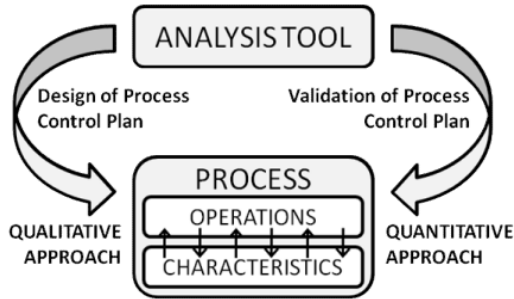 ANALYSIS TOOL
Design of Process
Control Plan
Validation of Process
Control Plan
PROCESS
OPERATIONS
CHARACTERISTICS
QUALITATIVE
APPROACH
QUANTITATIVE
APPROACH